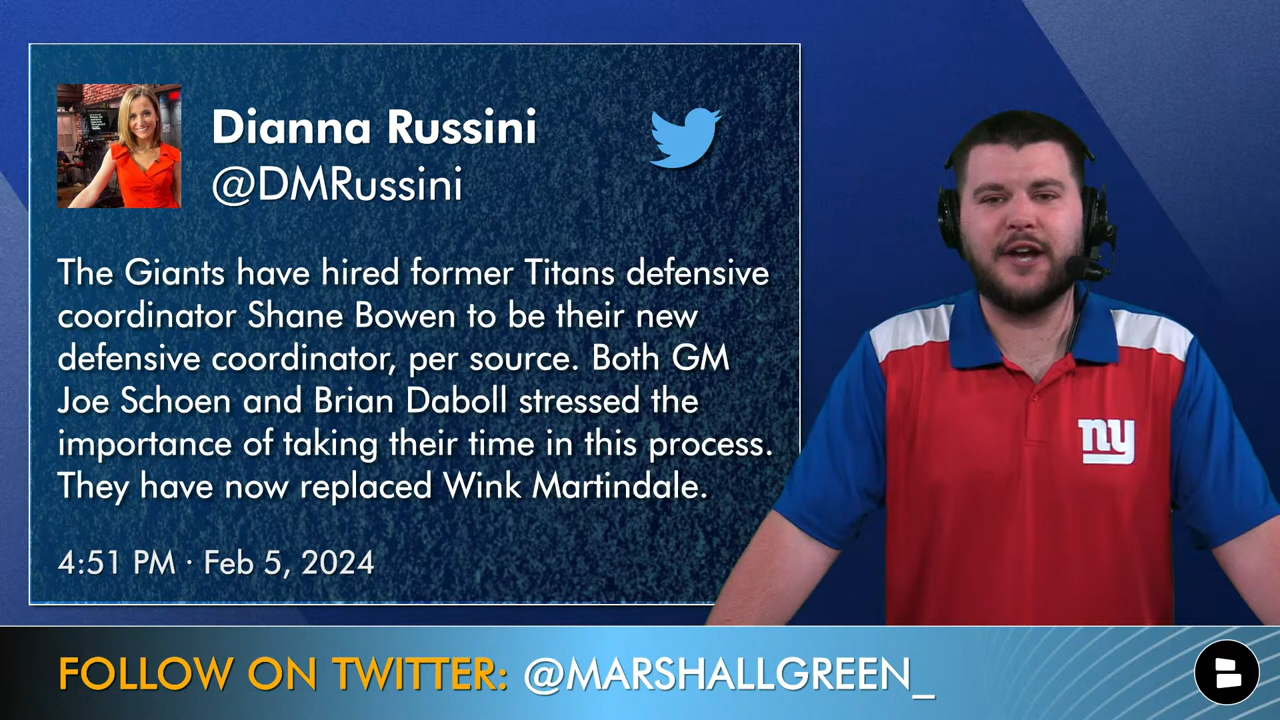 Dianna Russini
@DMRussini
The Giants have hired former Titans defensive
coordinator Shane Bowen to be their new
defensive coordinator, per source. Both GM
Joe Schoen and Brian Daboll stressed the
importance of taking their time in this process.
They have now replaced Wink Martindale.
4:51 PM · Feb 5, 2024
ny
FOLLOW ON TWITTER: @MARSHALLGREEN_